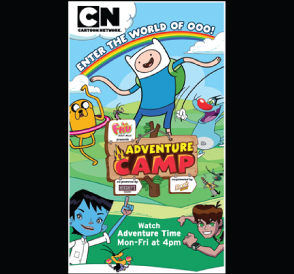 CN
CARTOON NETWORK
ENTER THE WORLD OF OOO!
ADVENTURE
CAMP
Watch
Adventure Time
Mon-Fri at 4pm